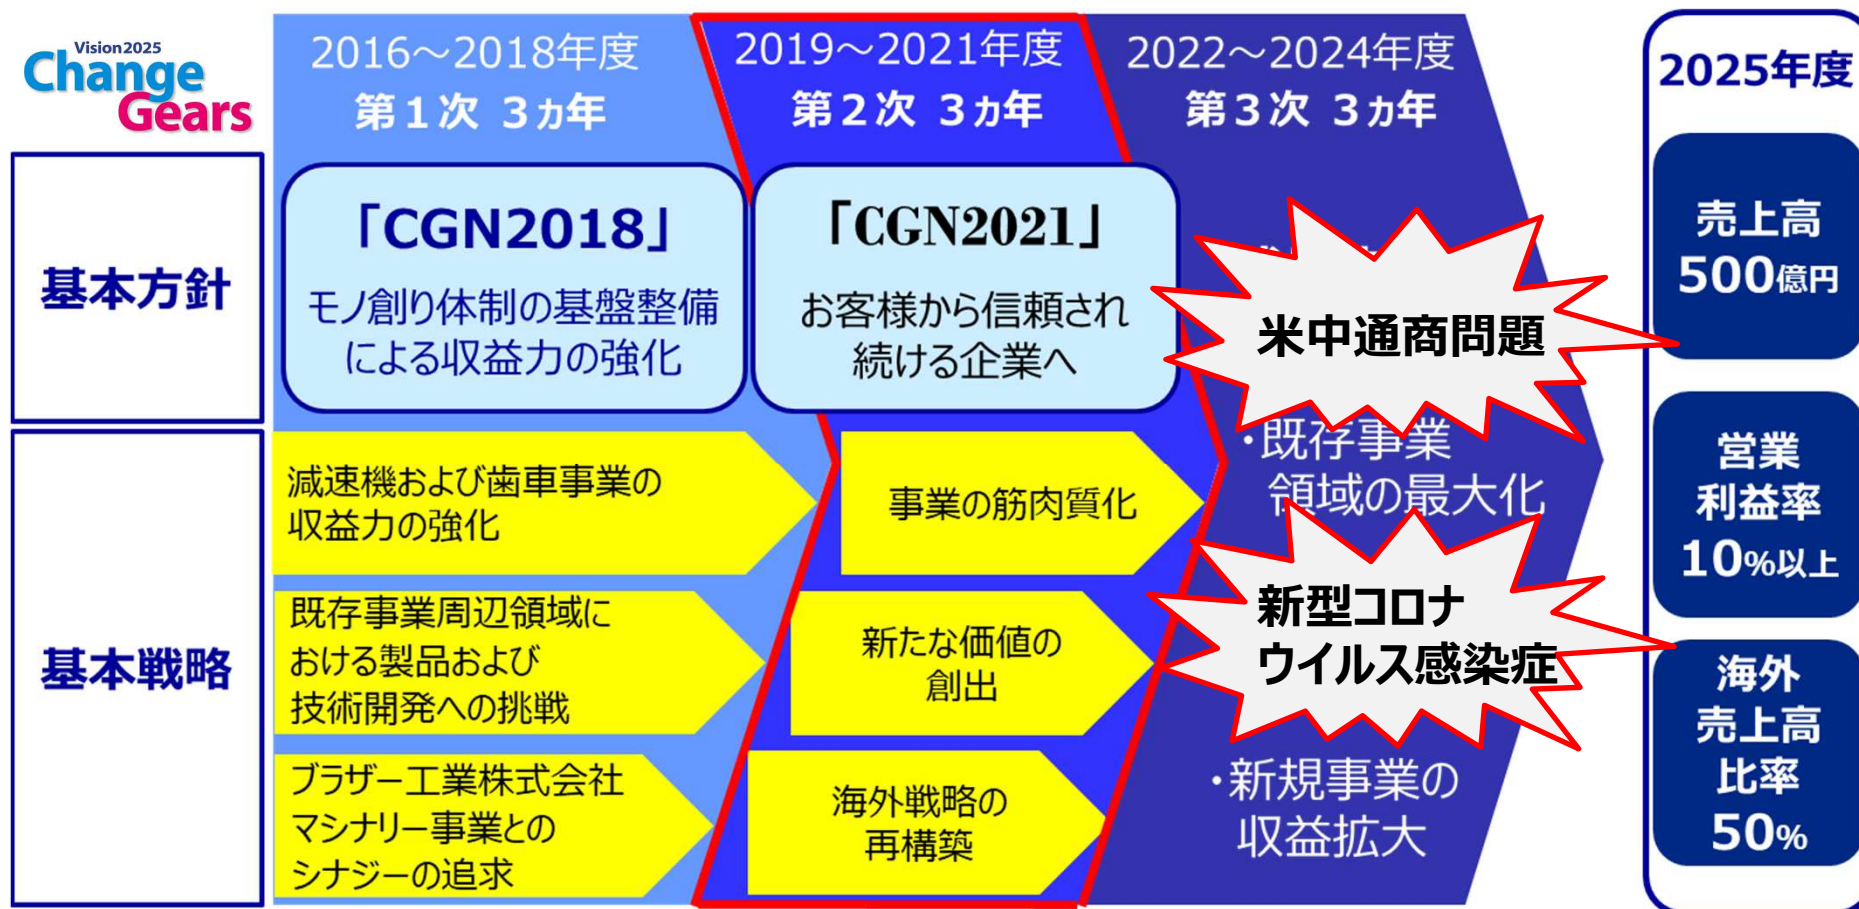 Vision2025
Change
Gears
2016～2018年度
第１次 ３ヵ年
2019～2021年度
第２次 ３ヵ年
2022～2024年度
第３次 ３ヵ年
2025年度
基本方針
「CGN2018」
モノ創り体制の基盤整備
による収益力の強化
「CGN2021」
お客様から信頼され
続ける企業へ
米中通商問題
売上高
500億円
基本戦略
減速機および歯車事業の
収益力の強化
事業の筋肉質化
・既存事業
領域の最大化
営業
利益率
10%以上
既存事業周辺領域に
おける製品および
技術開発への挑戦
新たな価値の
創出
新型コロナ
ウイルス感染症
ブラザー工業株式会社
マシナリー事業との
シナジーの追求
海外戦略の
再構築
・新規事業の
収益拡大
海外
売上高
比率
50%